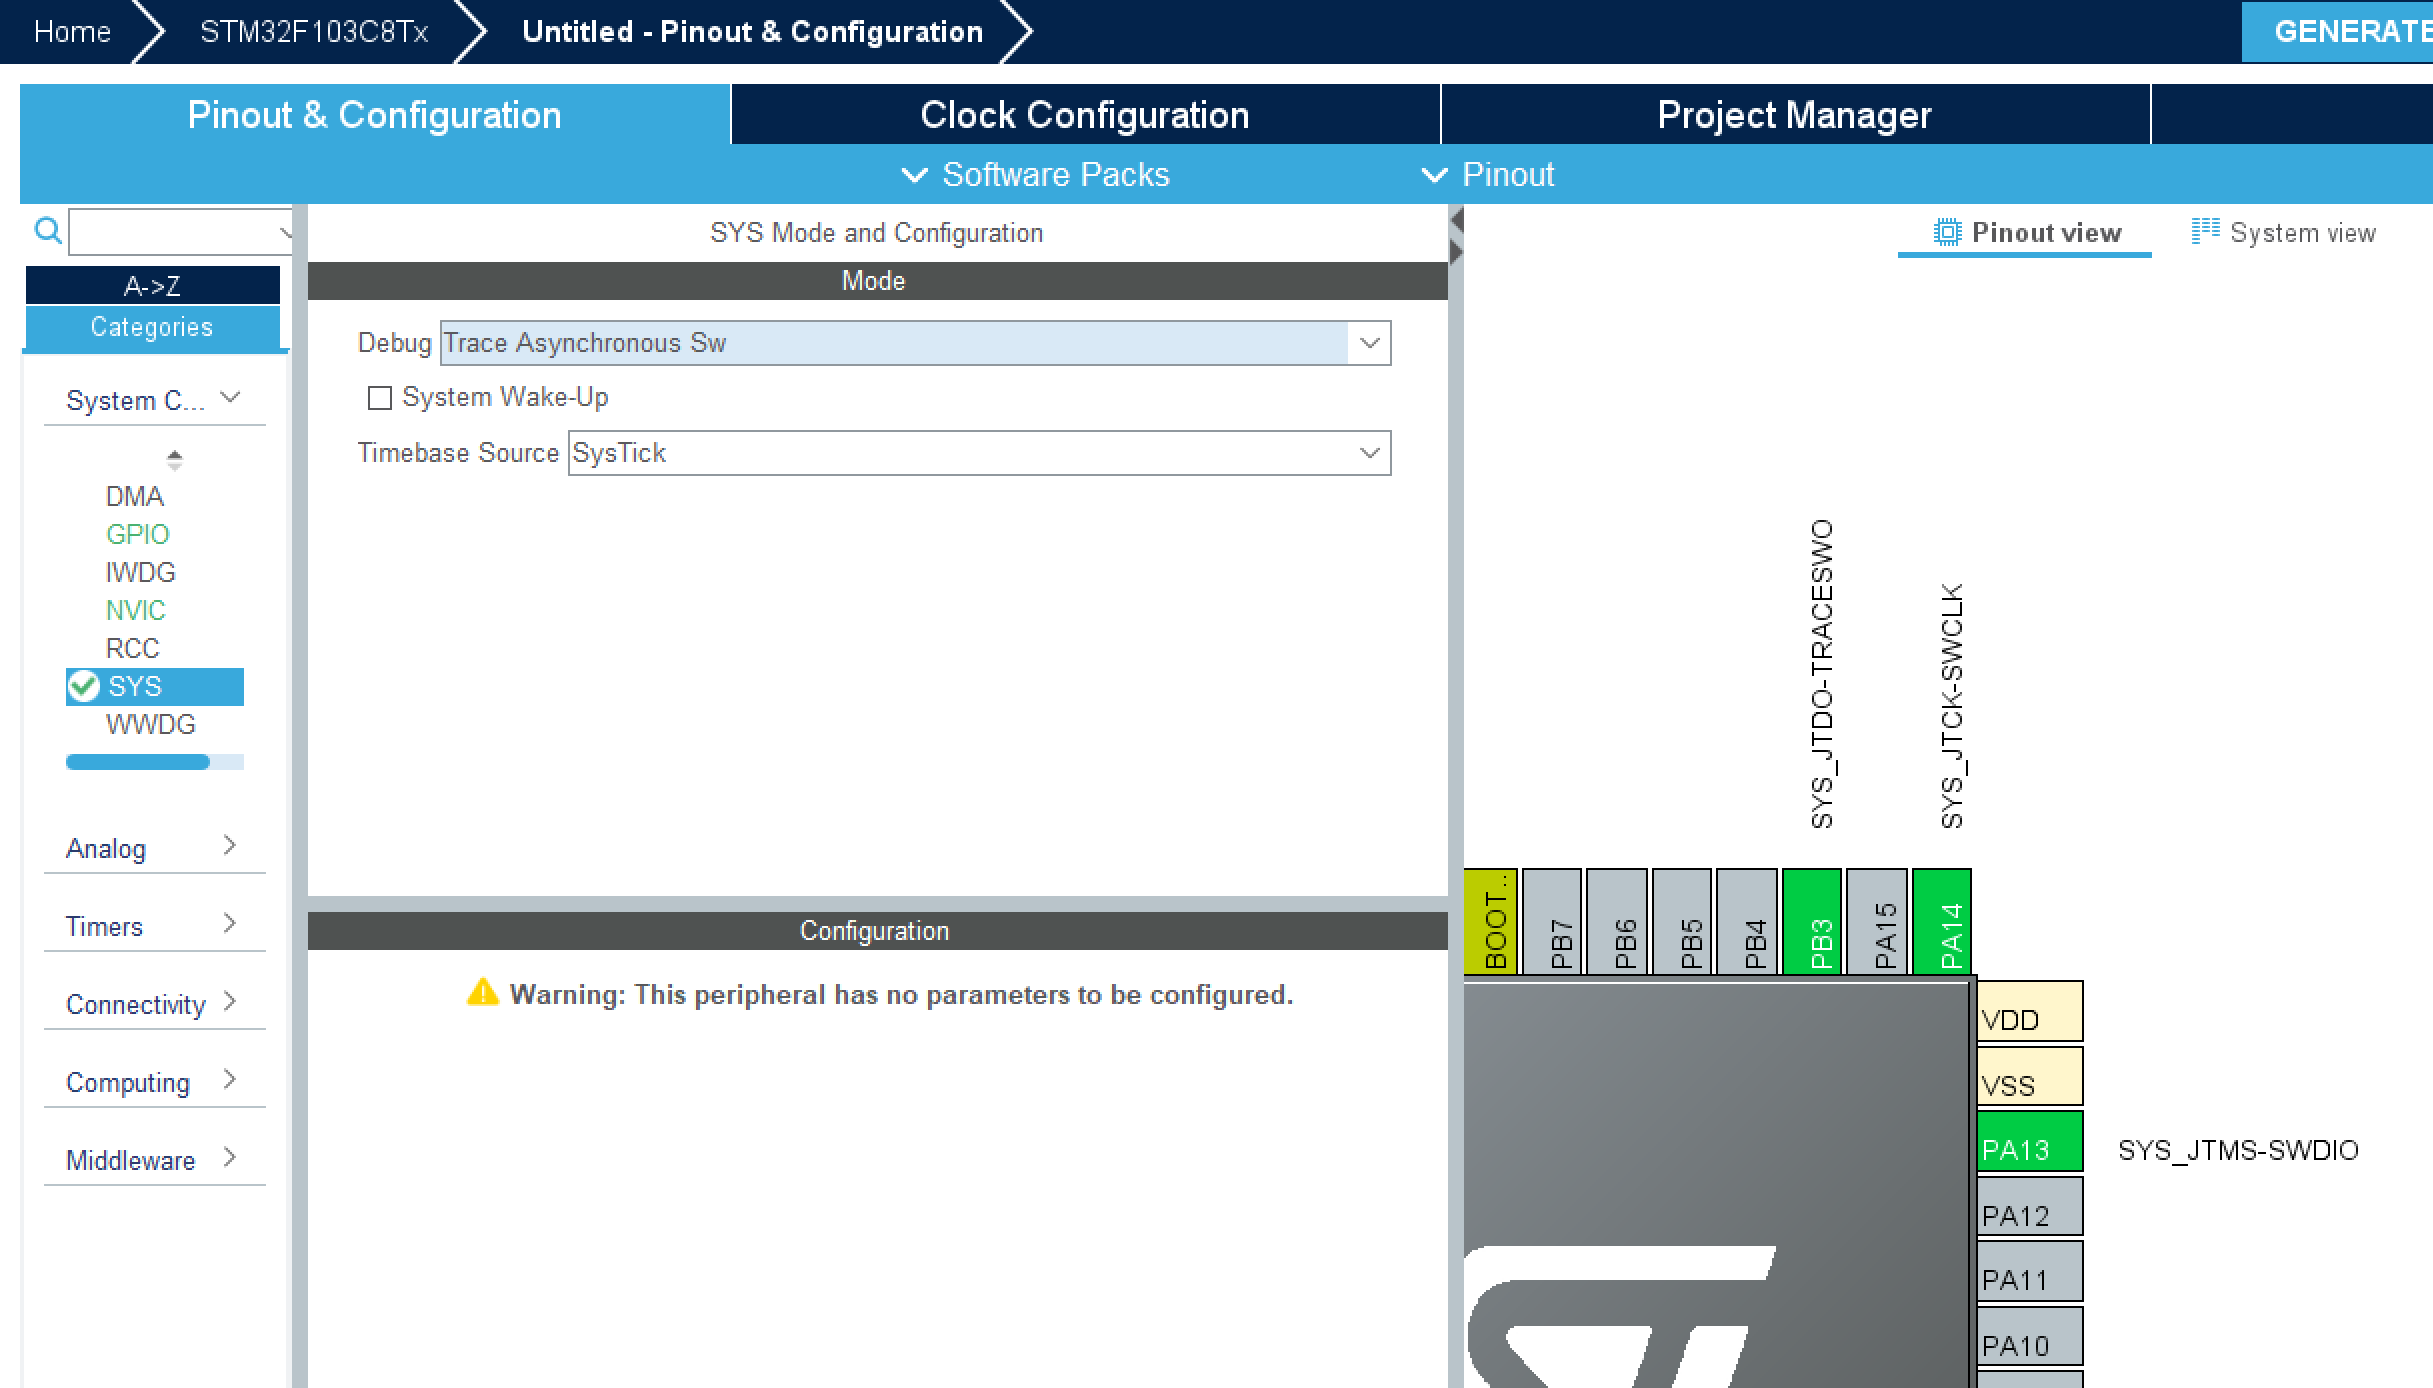 Home
STM32F103C8Tx
Untitled - Pinout & Configuration
GENERATE
Pinout & Configuration
Clock Configuration
Project Manager
Software Packs
Pinout
A->Z
Categories
System C...
DMA
GPIO
IWDG
NVIC
RCC
SYS
WWDG
Analog
Timers
Connectivity
Computing
Middleware
SYS Mode and Configuration
Mode
Debug Trace Asynchronous Sw
System Wake-Up
Timebase Source SysTick
Configuration
Warning: This peripheral has no parameters to be configured.
Pinout view
System view
SYS_JTDO-TRACESWO
SYS_JTCK-SWCLK
BOOT...
PB7
PB6
PB5
PB4
PB3
PA15
PA14
VDD
VSS
PA13 SYS_JTMS-SWDIO
PA12
PA11
PA10